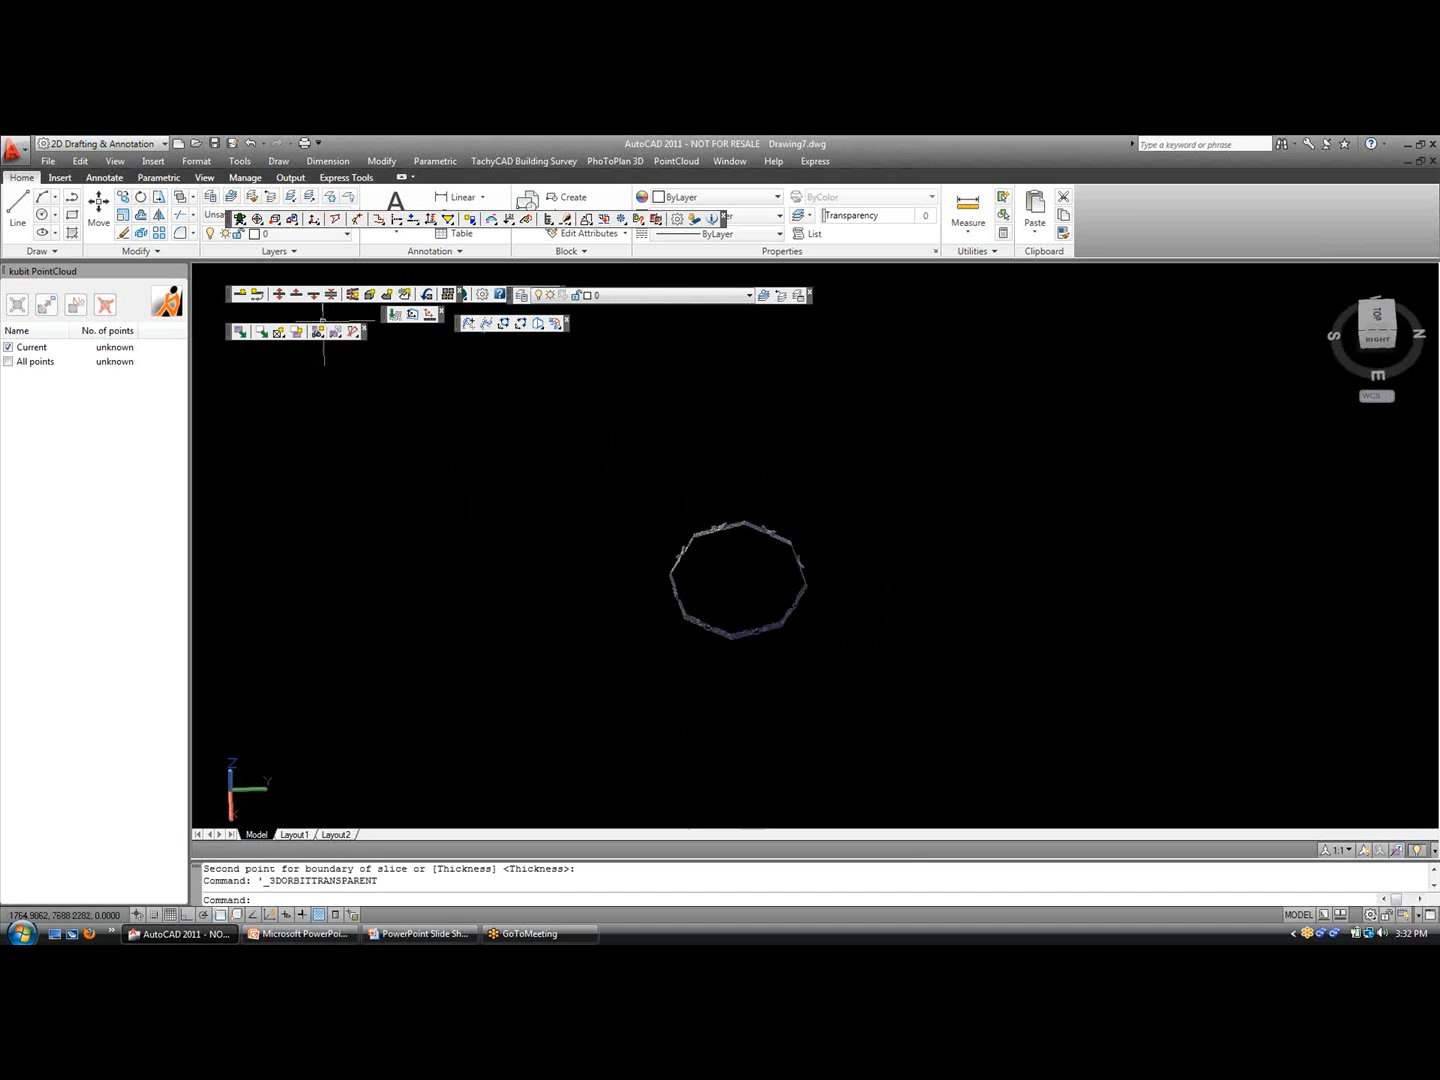 2D Drafting & Annotation
AutoCAD 2011 - NOT FOR RESALE Drawing7.dwg
Type a keyword or phrase
File Edit View Insert Format Tools Draw Dimension Modify Parametric TachyCAD Building Survey PhoToPlan 3D PointCloud Window Help Express
Home Insert Annotate Parametric View Manage Output Express Tools
A Linear Create ByLayer ByColor
Line Move Unsa Transparency 0 Measure Paste
0 Table Edit Attributes ByLayer List
Draw Modify Layers Annotation Block Properties Utilities Clipboard
kubit PointCloud
Name No. of points
Current unknown
All points unknown
0
TOP
RIGHT
S N
E
WCS
Z
Y
Model Layout1 Layout2
1:1
Second point for boundary of slice or [Thickness] <Thickness>:
Command: '_3DORBITTRANSPARENT
Command:
1764.9062, 7698.2282, 0.0000
MODEL
AutoCAD 2011 - NO... Microsoft PowerPoi... PowerPoint Slide Sh... GoToMeeting
3:32 PM